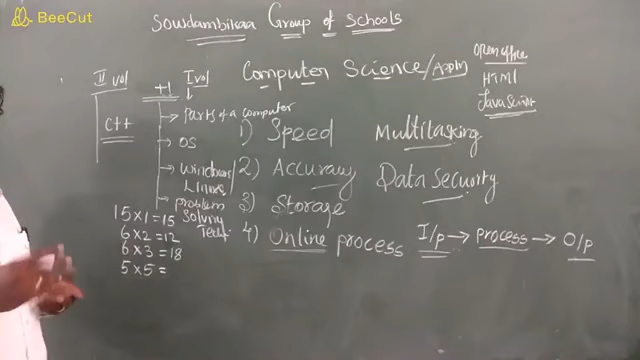 BeeCut
Soundambikaa Group of Schools
Computer Science/Appln
Open office
HTML
JavaScript
II vol
C++
+1
I vol
Parts of a computer
OS
Windows/
Linux
problem
Solving
Tech.
1) Speed
2) Accuracy
3) Storage
4) Online process
Multitasking
Data Security
I/p → process → O/p
15 × 1 = 15
6 × 2 = 12
6 × 3 = 18
5 × 5 =